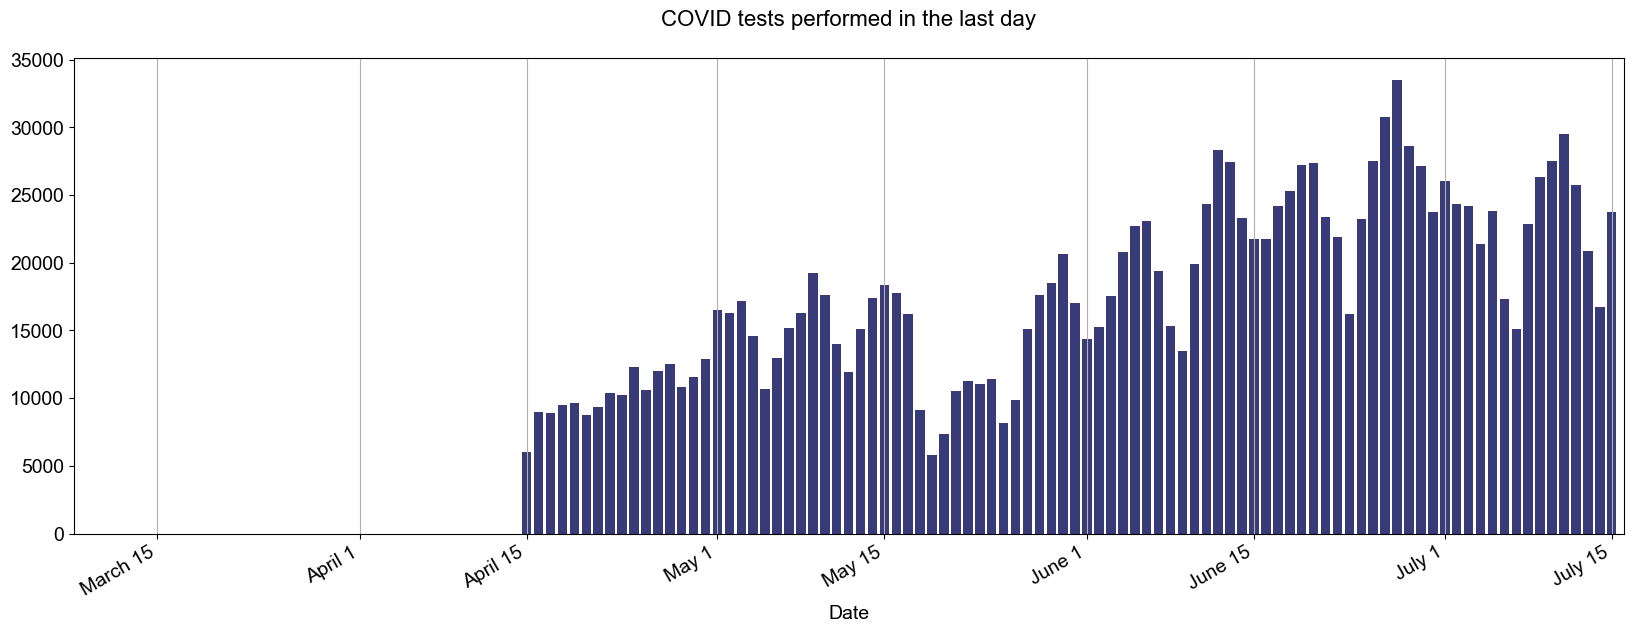 COVID tests performed in the last day
35000
30000
25000
20000
15000
10000
5000
0
March 15
April 1
April 15
May 1
May 15
June 1
June 15
July 1
July 15
Date